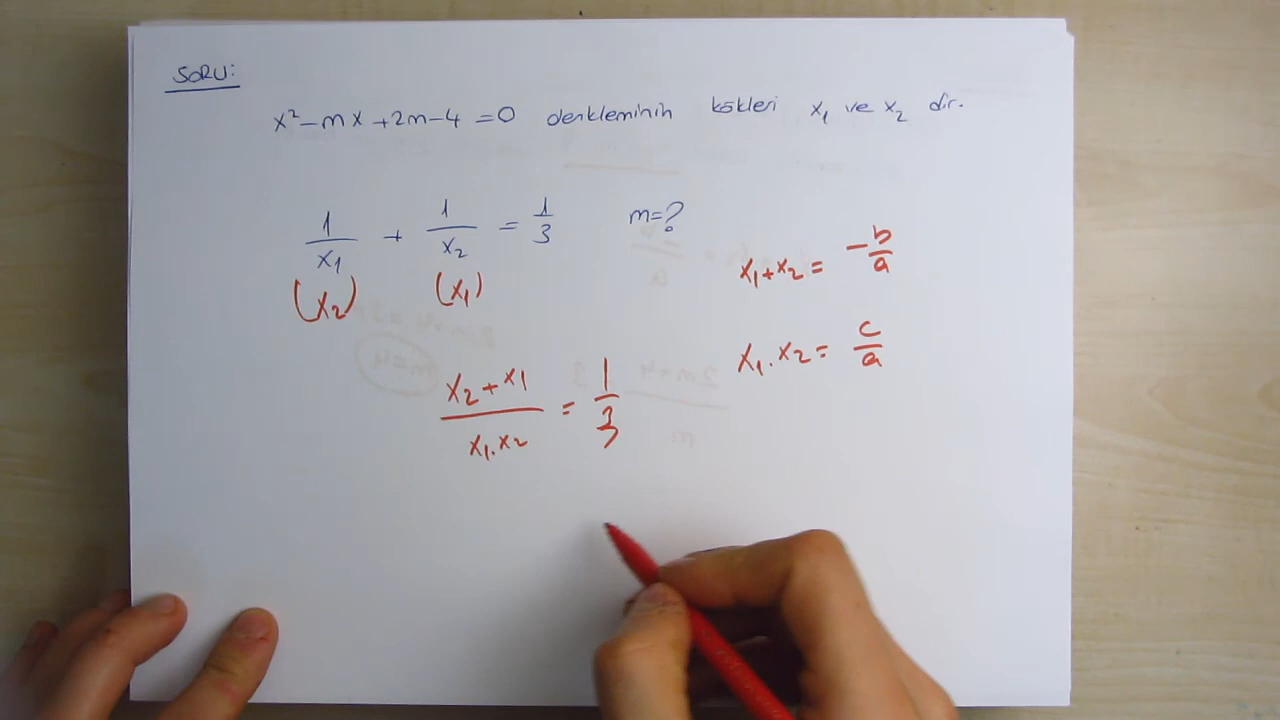 SORU:
x² - mx + 2m - 4 = 0 denkleminin kökleri x₁ ve x₂ dir.
1/x₁ + 1/x₂ = 1/3 m=?
(x₂) (x₁)
x₁ + x₂ = -b/a
x₁ . x₂ = c/a
x₂ + x₁ / x₁ . x₂ = 1/3
m=4